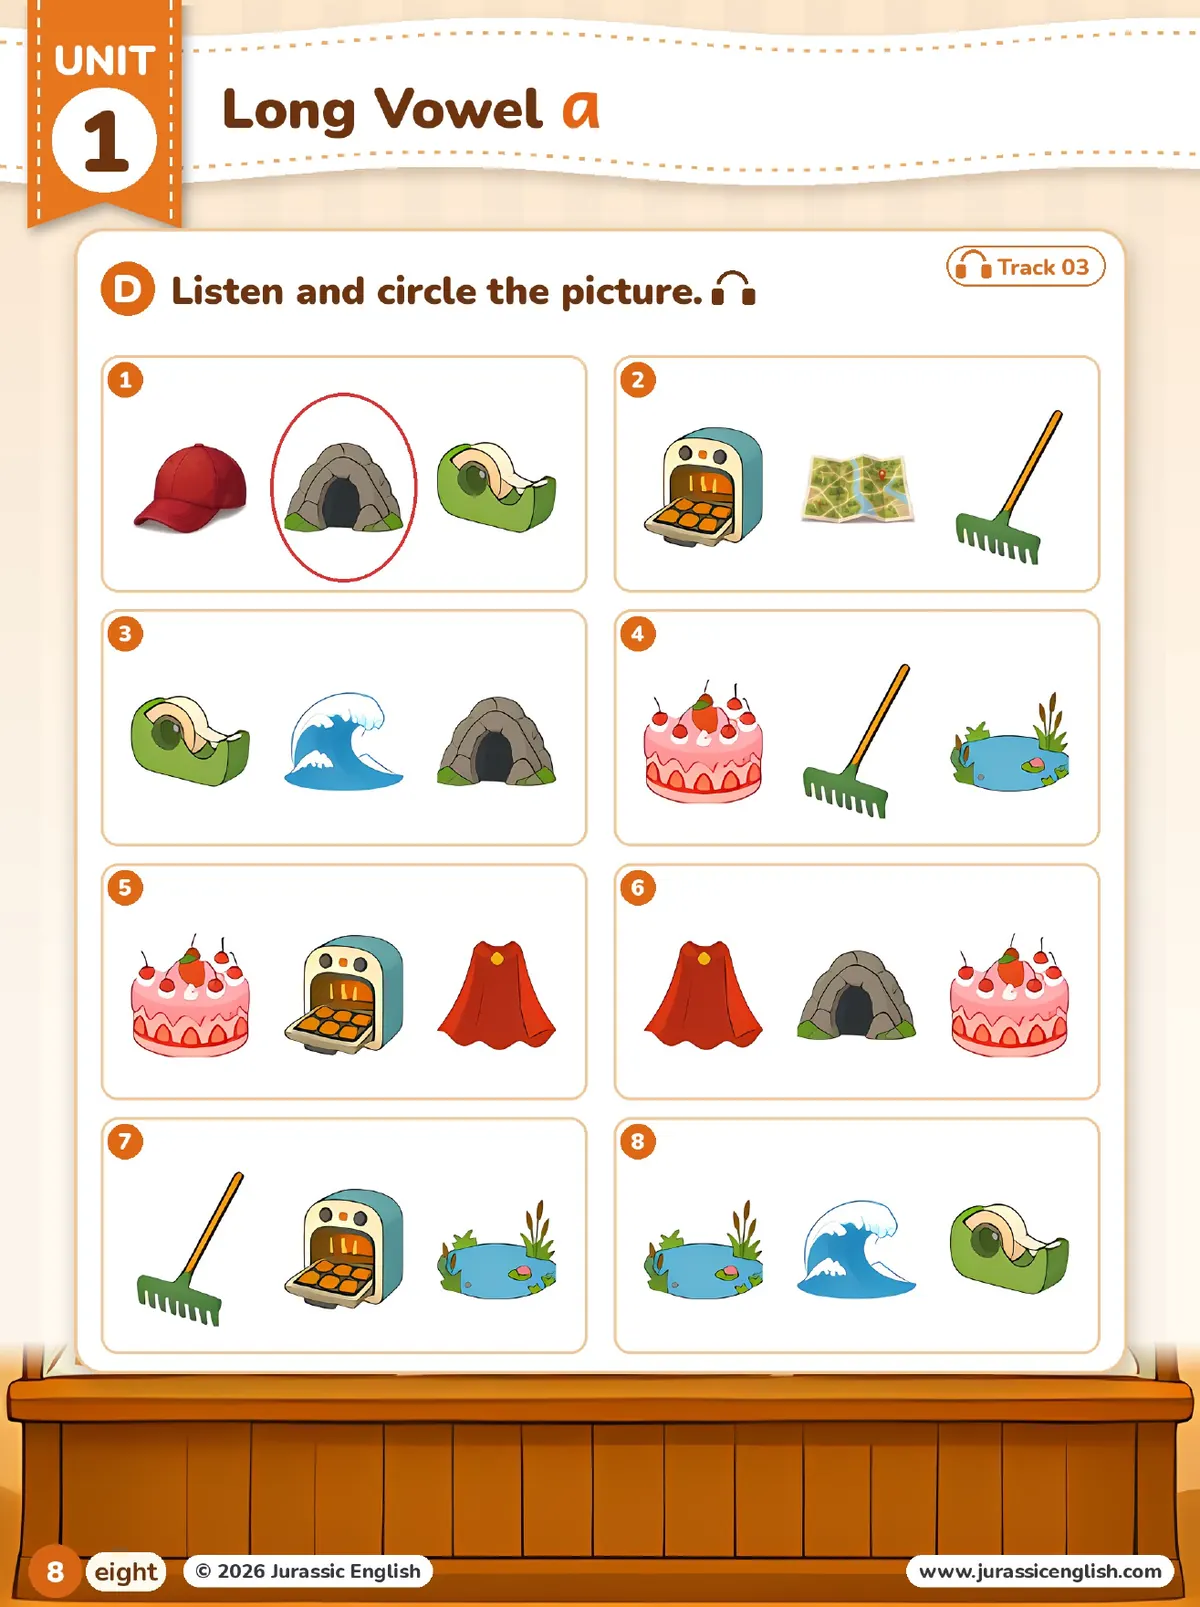 UNIT
1
Long Vowel a
D Listen and circle the picture.
Track 03
1
2
3
4
5
6
7
8
8 eight
© 2026 Jurassic English
www.jurassicenglish.com